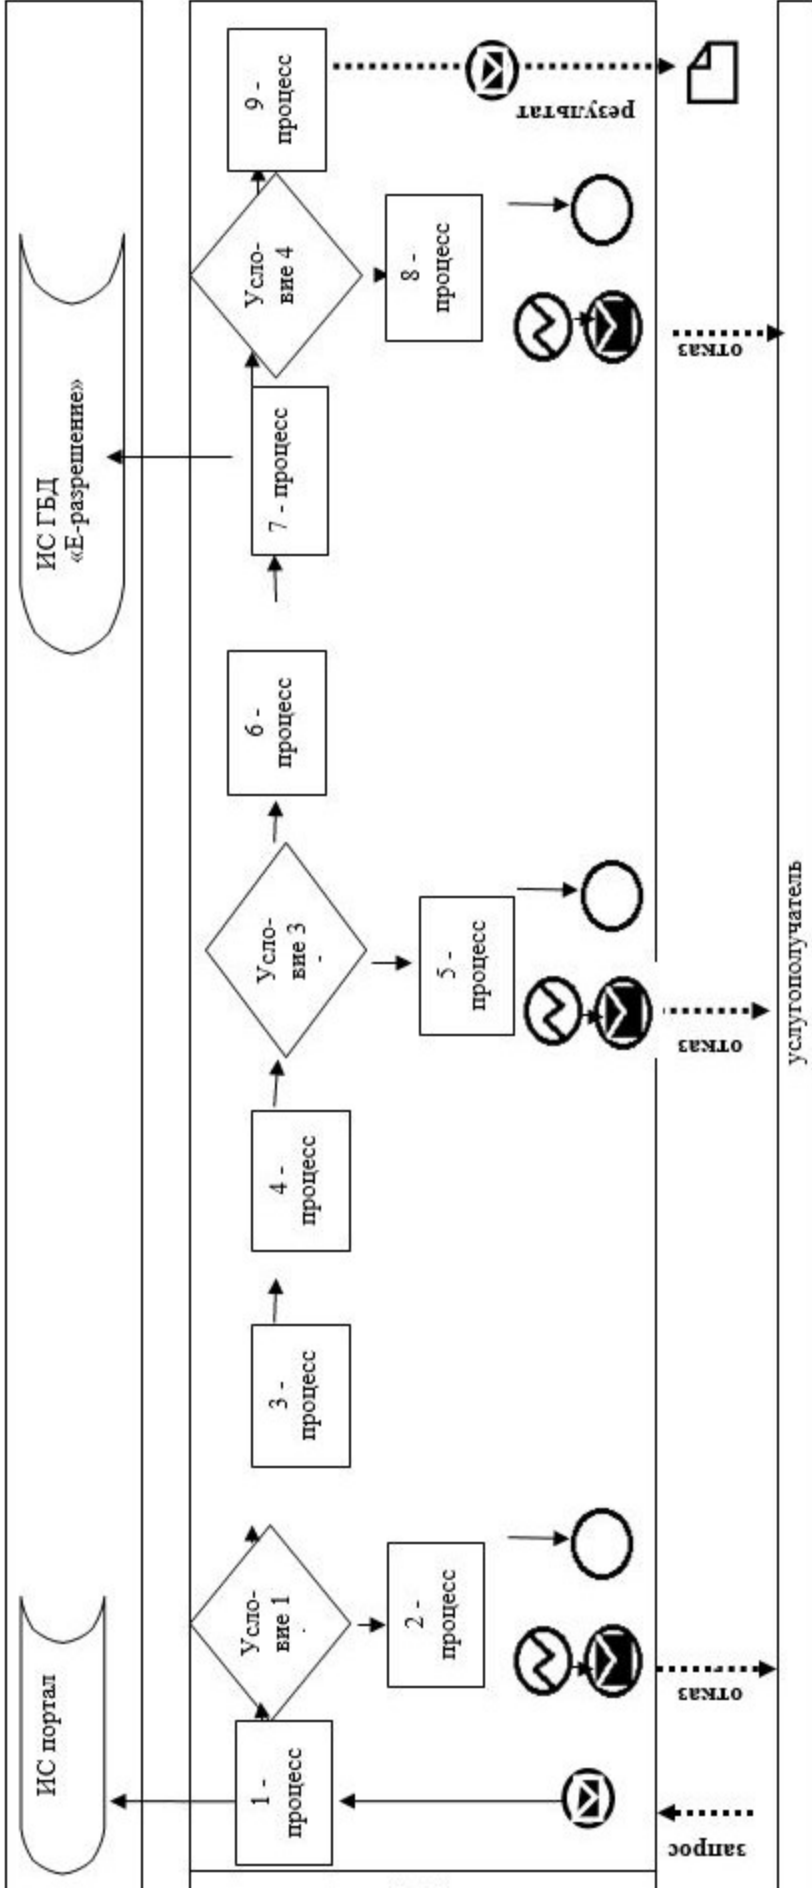 ИС портал
ИС ГБД
«Е-разрешение»
1 -
процесс
Усло-
вие 1
2 -
процесс
3 -
процесс
4 -
процесс
Усло-
вие 3
5 -
процесс
6 -
процесс
7 - процесс
Усло-
вие 4
8 -
процесс
9 -
процесс
запрос
отказ
отказ
отказ
результат
услугополучатель